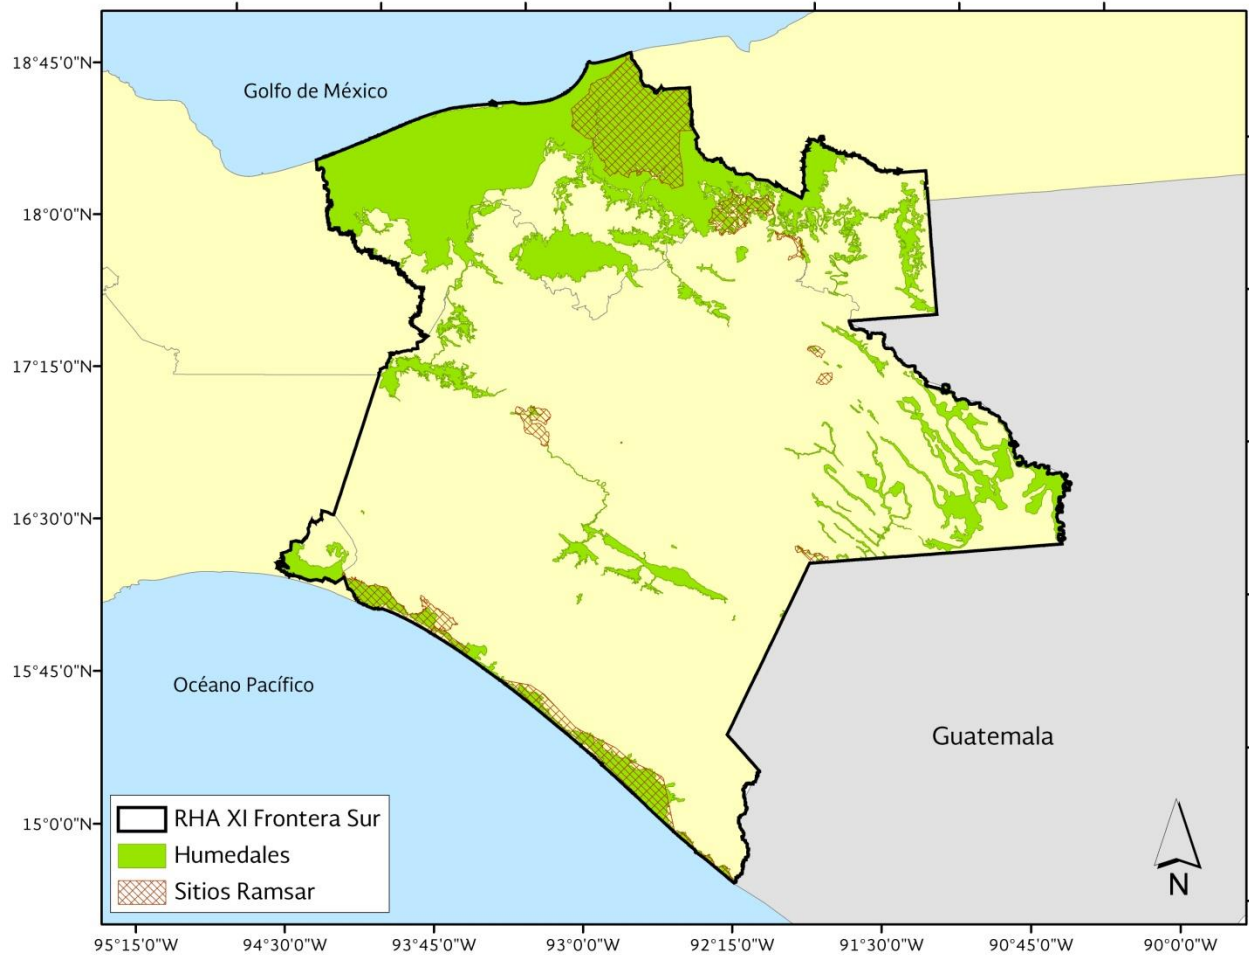 18°45'0"N
Golfo de México
18°0'0"N
17°15'0"N
16°30'0"N
15°45'0"N
Océano Pacífico
Guatemala
RHA XI Frontera Sur
Humedales
Sitios Ramsar
15°0'0"N
N
95°15'0"W 94°30'0"W 93°45'0"W 93°0'0"W 92°15'0"W 91°30'0"W 90°45'0"W 90°0'0"W